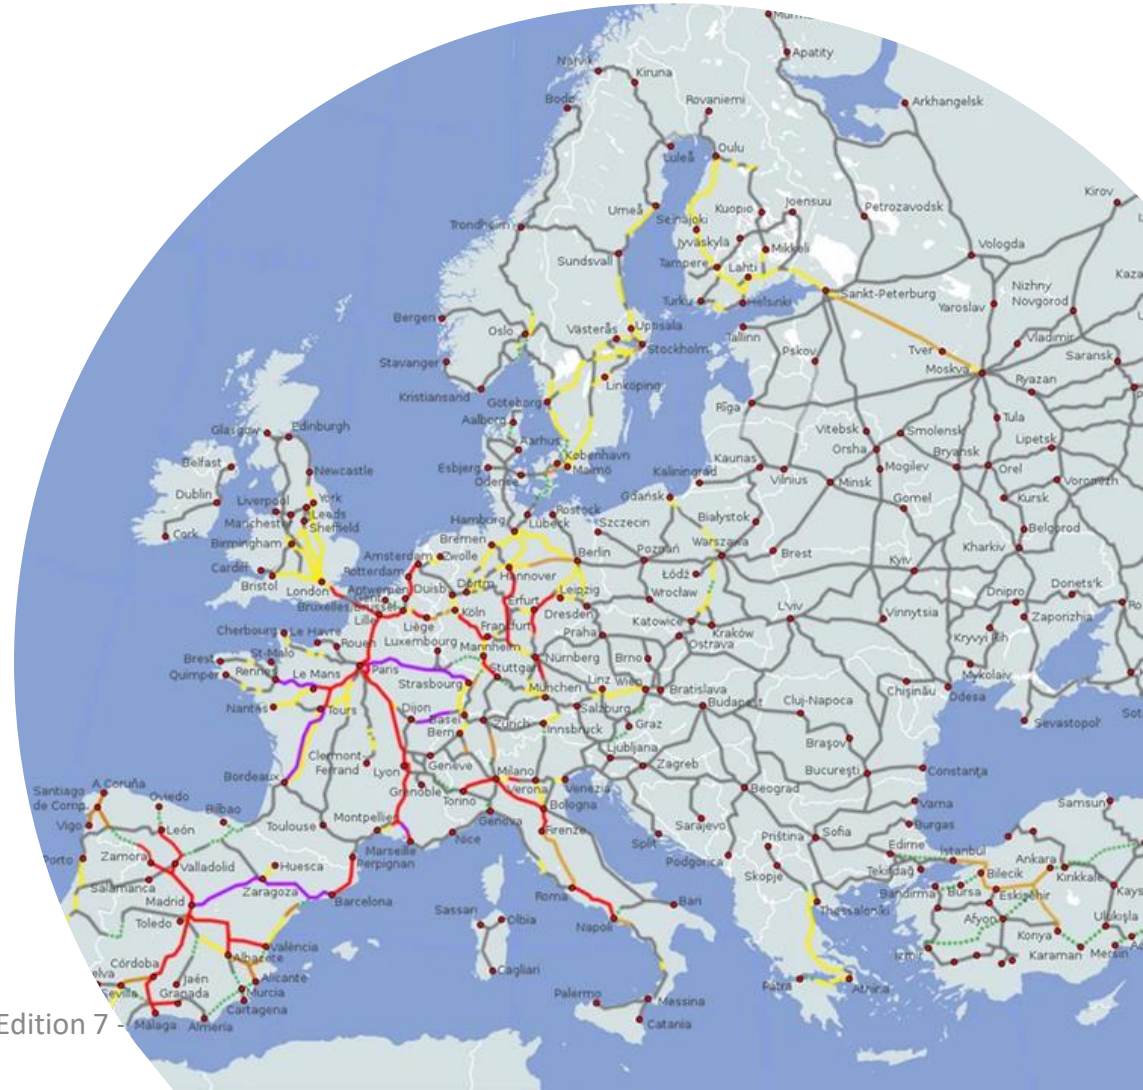 Apatity
Narvik
Kiruna
Bodø
Rovaniemi
Arkhangelsk
Luleå
Oulu
Kirov
Umeå
Seinäjoki
Kuopio
Joensuu
Petrozavodsk
Trondheim
Jyväskylä
Mikkeli
Vologda
Sundsvall
Tampere
Lahti
Turku
Helsinki
Sankt-Peterburg
Nizhny
Novgorod
Yaroslav
Bergen
Oslo
Västerås
Uppsala
Stockholm
Tallinn
Pskov
Tver
Vladimir
Saransk
Moskva
Stavanger
Kristiansand
Linköping
Ryazan
Göteborg
Rīga
Tula
Aalborg
Glasgow
Edinburgh
Vitebsk
Smolensk
Lipetsk
Aarhus
Orsha
Bryansk
Belfast
Newcastle
Esbjerg
København
Malmö
Kaliningrad
Kaunas
Mogilev
Orel
Odense
Vilnius
Minsk
Voronezh
Dublin
Liverpool
York
Leeds
Gdańsk
Gomel
Kursk
Manchester
Sheffield
Hamburg
Lübeck
Rostock
Szczecin
Białystok
Belgorod
Cork
Birmingham
Bremen
Warszawa
Kharkiv
Amsterdam
Zwolle
Berlin
Poznań
Brest
Kyiv
Cardiff
Rotterdam
Hannover
Łódź
Bristol
London
Antwerpen
Duisb
Dortm
Leipzig
Wrocław
Donets'k
Dnipro
Bruxelles/Brussel
Erfurt
Lille
Köln
Dresden
Katowice
Kraków
L'viv
Vinnytsia
Zaporizhia
Cherbourg
Le Havre
Liège
Frankfurt
Praha
Ostrava
Kryvyi Rih
Rouen
Luxembourg
Mannheim
Brest
St-Malo
Paris
Nürnberg
Brno
Mykolaiv
Quimper
Rennes
Le Mans
Strasbourg
Stuttgart
München
Linz
Wien
Bratislava
Chișinău
Odesa
Nantes
Tours
Dijon
Basel
Salzburg
Budapest
Cluj-Napoca
Sevastopol'
Bern
Zürich
Innsbruck
Graz
Clermont-
Ferrand
Ljubljana
Brașov
Bordeaux
Lyon
Genève
Milano
Zagreb
București
Constanța
Santiago
de Comp.
A Coruña
Oviedo
Bilbao
Grenoble
Torino
Verona
Venezia
Beograd
Varna
Samsun
Vigo
León
Toulouse
Montpellier
Genova
Bologna
Burgas
Marseille
Nice
Firenze
Split
Sarajevo
Priština
Sofia
Edirne
Istanbul
Ankara
Porto
Zamora
Valladolid
Huesca
Perpignan
Podgorica
Skopje
Tekirdağ
Bilecik
Kırıkkale
Salamanca
Zaragoza
Barcelona
Roma
Bandırma
Bursa
Eskişehir
Madrid
Sassari
Olbia
Bari
Thessaloniki
Afyon
Ulukışla
Toledo
Napoli
Konya
València
Albacete
Izmir
Karaman
Mersin
Córdoba
Jaén
Alicante
Cagliari
Patra
Athina
Sevilla
Granada
Murcia
Palermo
Messina
Cartagena
Edition 7 -
Málaga
Almería
Catania